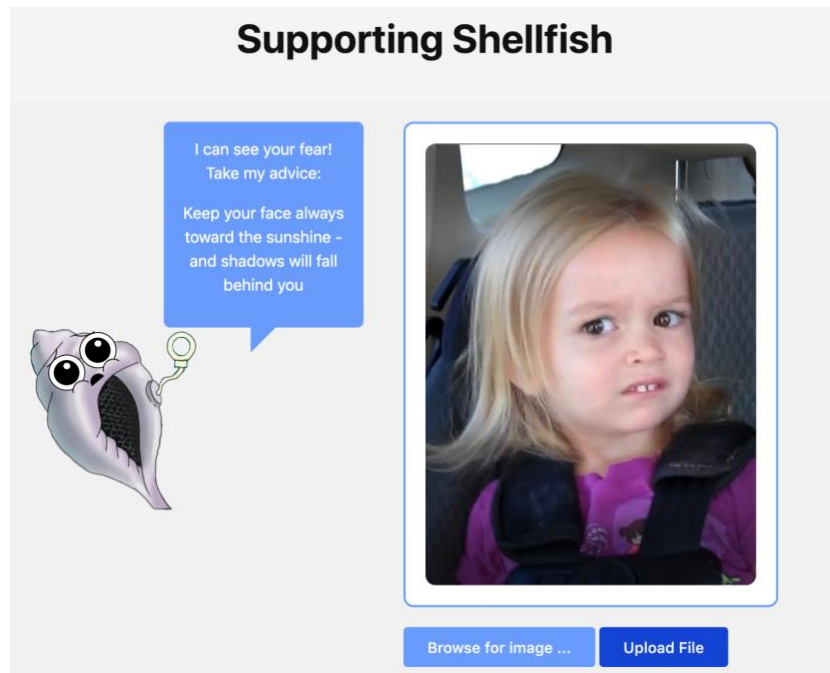 Supporting Shellfish
I can see your fear!
Take my advice:
Keep your face always
toward the sunshine -
and shadows will fall
behind you
Browse for image ...
Upload File